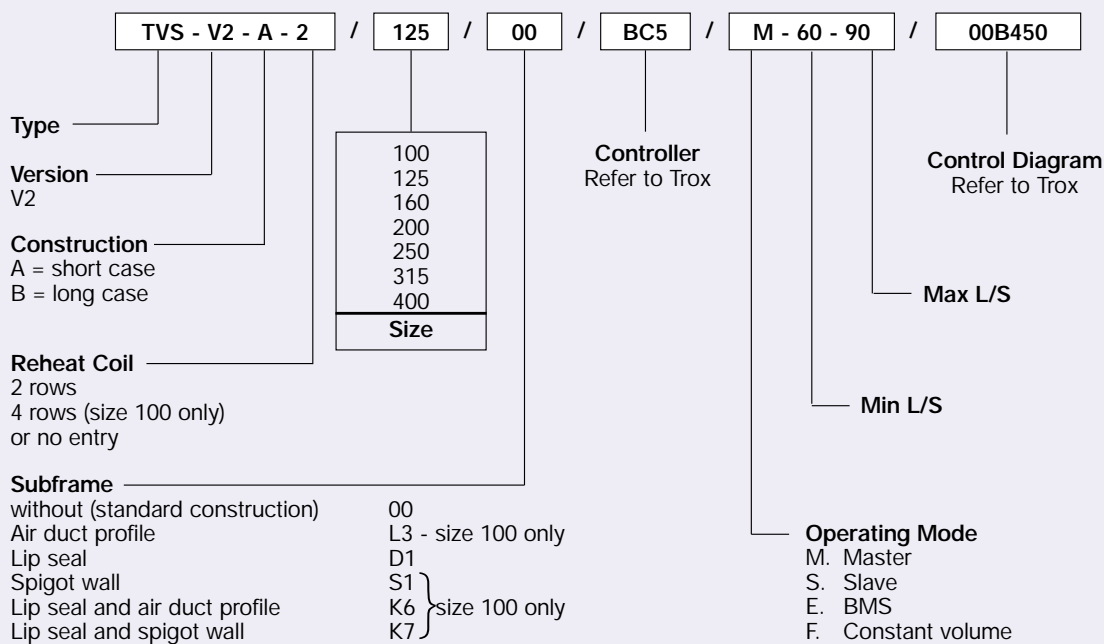 TVS - V2 - A - 2 / 125 / 00 / BC5 / M - 60 - 90 / 00B450
Type
Version
V2
Construction
A = short case
B = long case
Reheat Coil
2 rows
4 rows (size 100 only)
or no entry
100
125
160
200
250
315
400
Size
Controller
Refer to Trox
Control Diagram
Refer to Trox
Max L/S
Min L/S
Subframe
without (standard construction) 00
Air duct profile L3 - size 100 only
Lip seal D1
Spigot wall S1
Lip seal and air duct profile K6 size 100 only
Lip seal and spigot wall K7
Operating Mode
M. Master
S. Slave
E. BMS
F. Constant volume